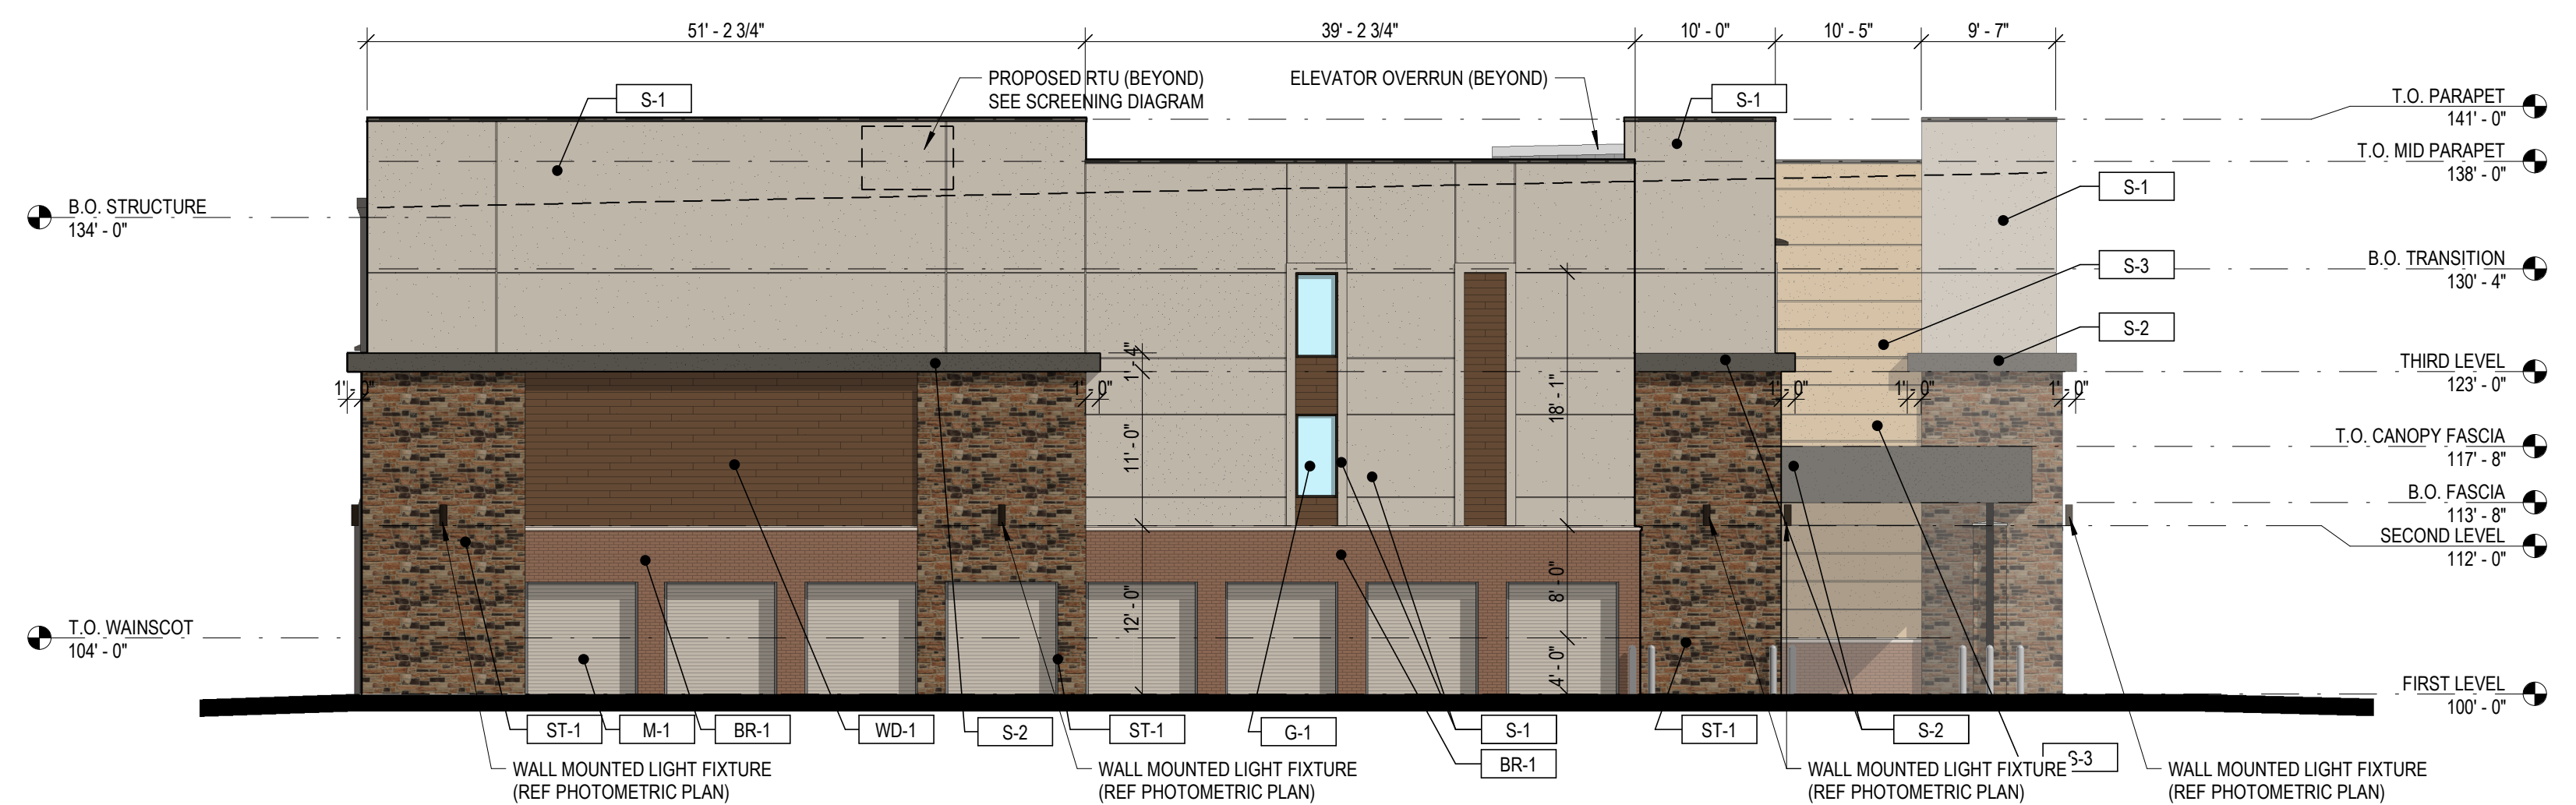 51' - 2 3/4"
39' - 2 3/4"
10' - 0"
10' - 5"
9' - 7"
PROPOSED RTU (BEYOND)
SEE SCREENING DIAGRAM
ELEVATOR OVERRUN (BEYOND)
S-1
S-1
T.O. PARAPET
141' - 0"
T.O. MID PARAPET
138' - 0"
S-1
B.O. STRUCTURE
134' - 0"
S-3
B.O. TRANSITION
130' - 4"
S-2
THIRD LEVEL
123' - 0"
1' - 4"
1' - 0"
1' - 0"
1' - 0"
1' - 0"
1' - 0"
18' - 1"
11' - 0"
T.O. CANOPY FASCIA
117' - 8"
B.O. FASCIA
113' - 8"
SECOND LEVEL
112' - 0"
12' - 0"
8' - 0"
T.O. WAINSCOT
104' - 0"
4' - 0"
FIRST LEVEL
100' - 0"
ST-1
M-1
BR-1
WD-1
S-2
ST-1
G-1
S-1
ST-1
S-2
BR-1
S-3
WALL MOUNTED LIGHT FIXTURE
(REF PHOTOMETRIC PLAN)
WALL MOUNTED LIGHT FIXTURE
(REF PHOTOMETRIC PLAN)
WALL MOUNTED LIGHT FIXTURE
(REF PHOTOMETRIC PLAN)
WALL MOUNTED LIGHT FIXTURE
(REF PHOTOMETRIC PLAN)